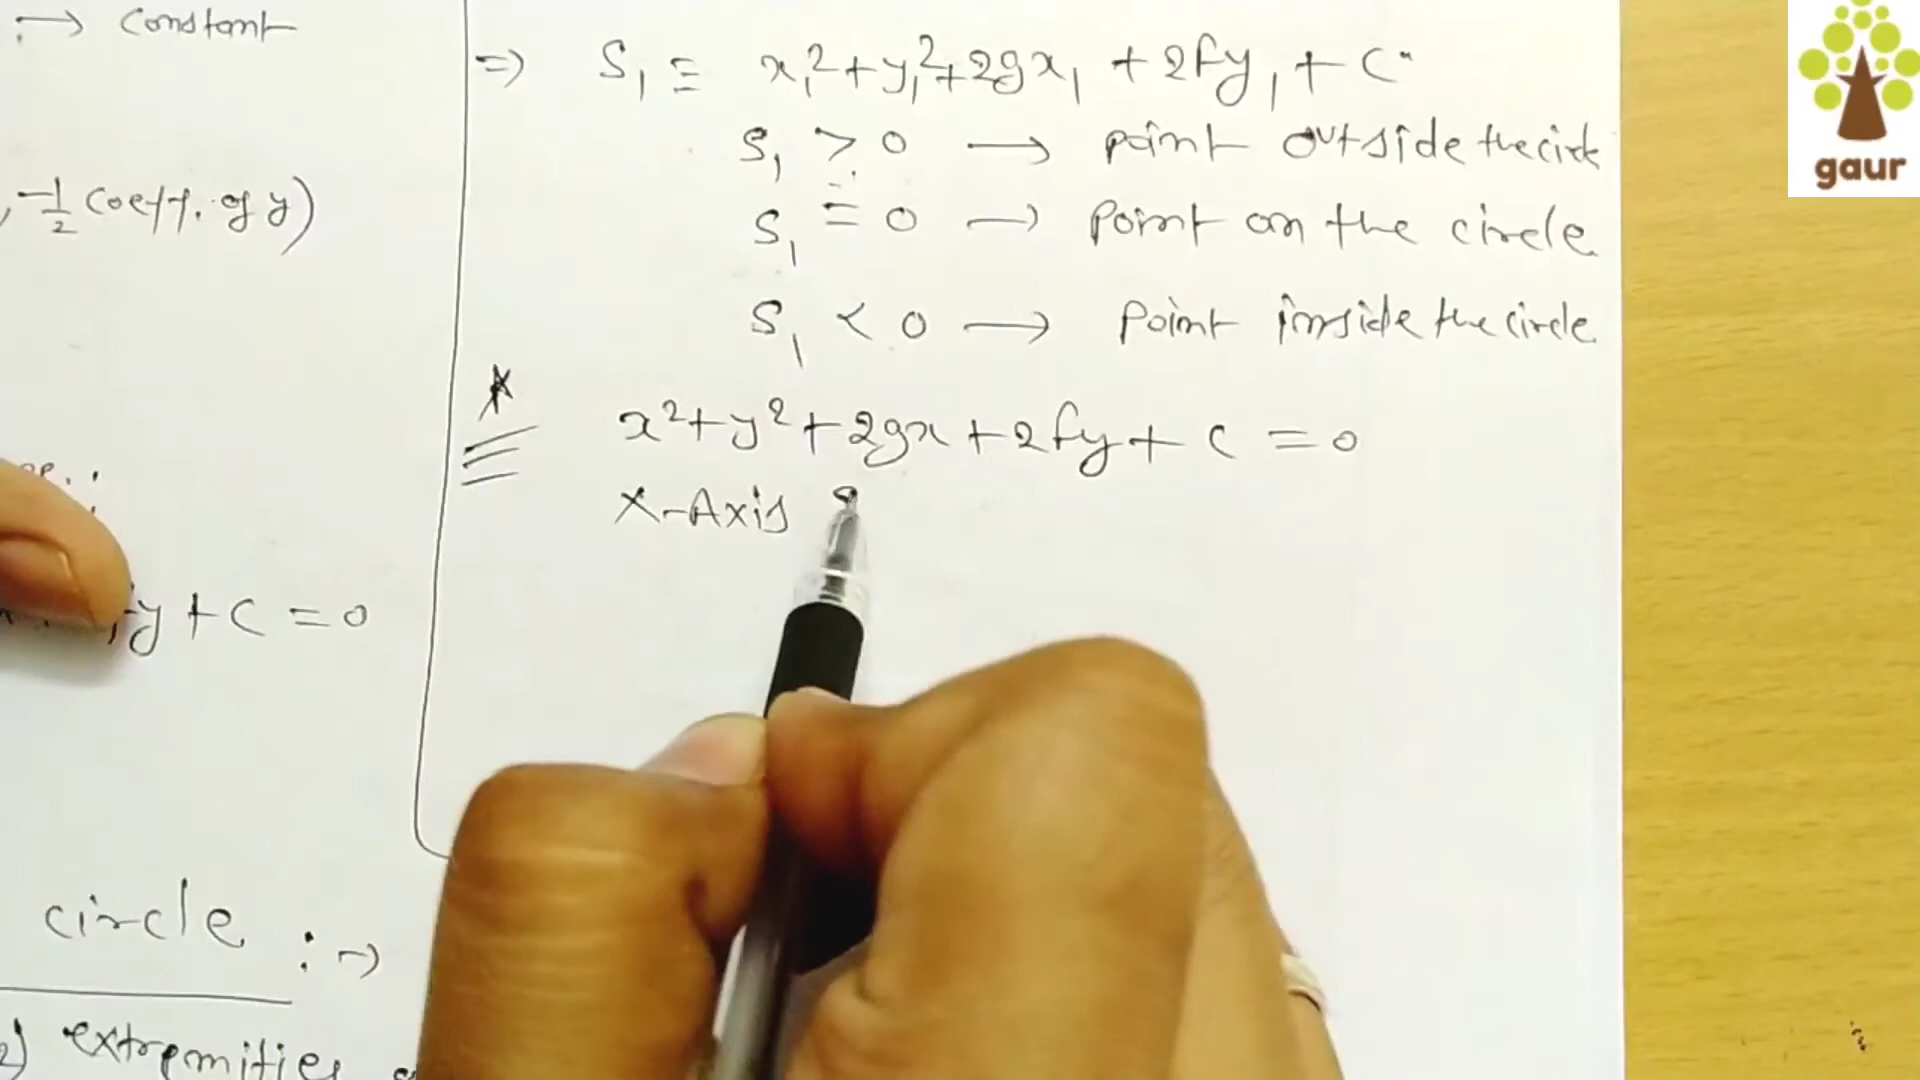 :→ Constant
, -1/2 Coeff. of y)
y + c = 0
circle :→
2) extremities
⇒ S₁ ≡ x₁² + y₁² + 2gx₁ + 2fy₁ + c
S₁ > 0 → point outside the circle
S₁ = 0 → point on the circle
S₁ < 0 → point inside the circle
* x² + y² + 2gx + 2fy + c = 0
X-Axis
gaur